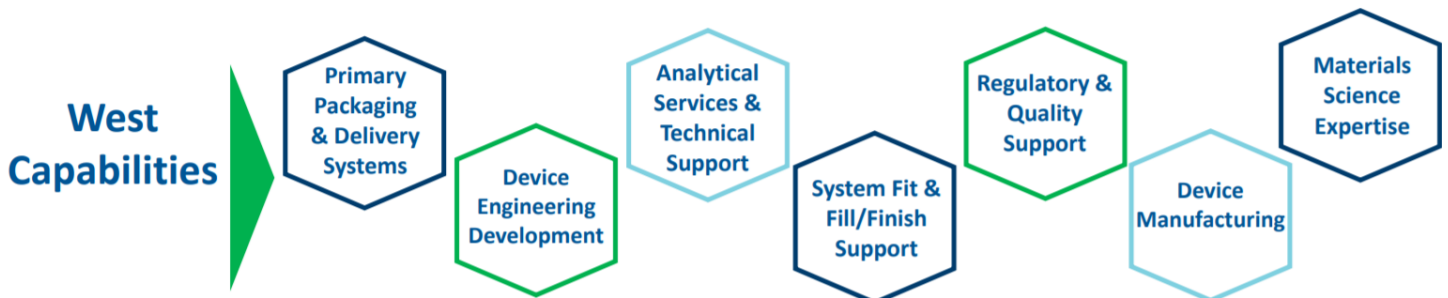 West
Capabilities
Primary
Packaging
& Delivery
Systems
Device
Engineering
Development
Analytical
Services &
Technical
Support
System Fit &
Fill/Finish
Support
Regulatory &
Quality
Support
Device
Manufacturing
Materials
Science
Expertise